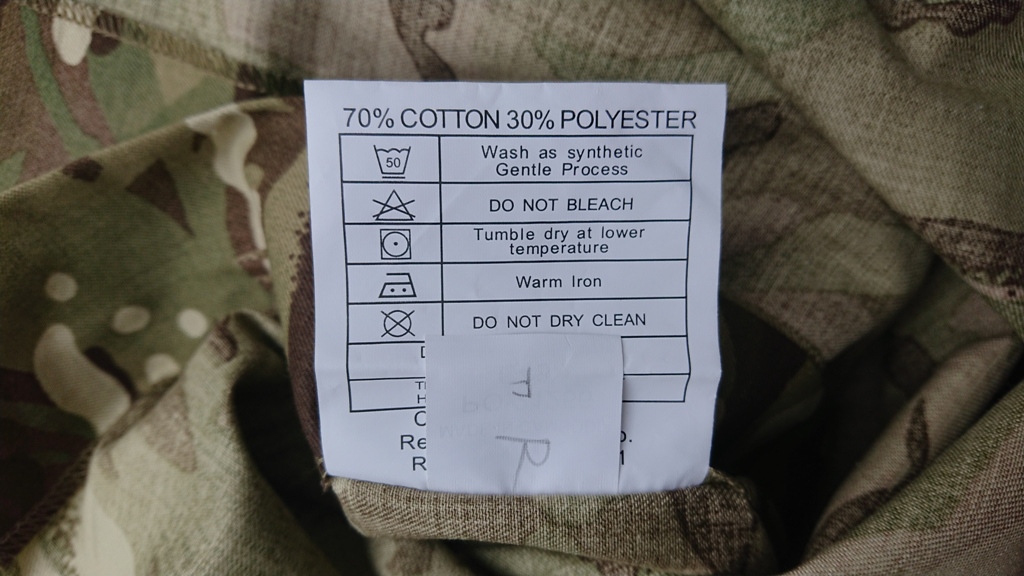 70% COTTON 30% POLYESTER
50
Wash as synthetic
Gentle Process
DO NOT BLEACH
Tumble dry at lower
temperature
Warm Iron
DO NOT DRY CLEAN